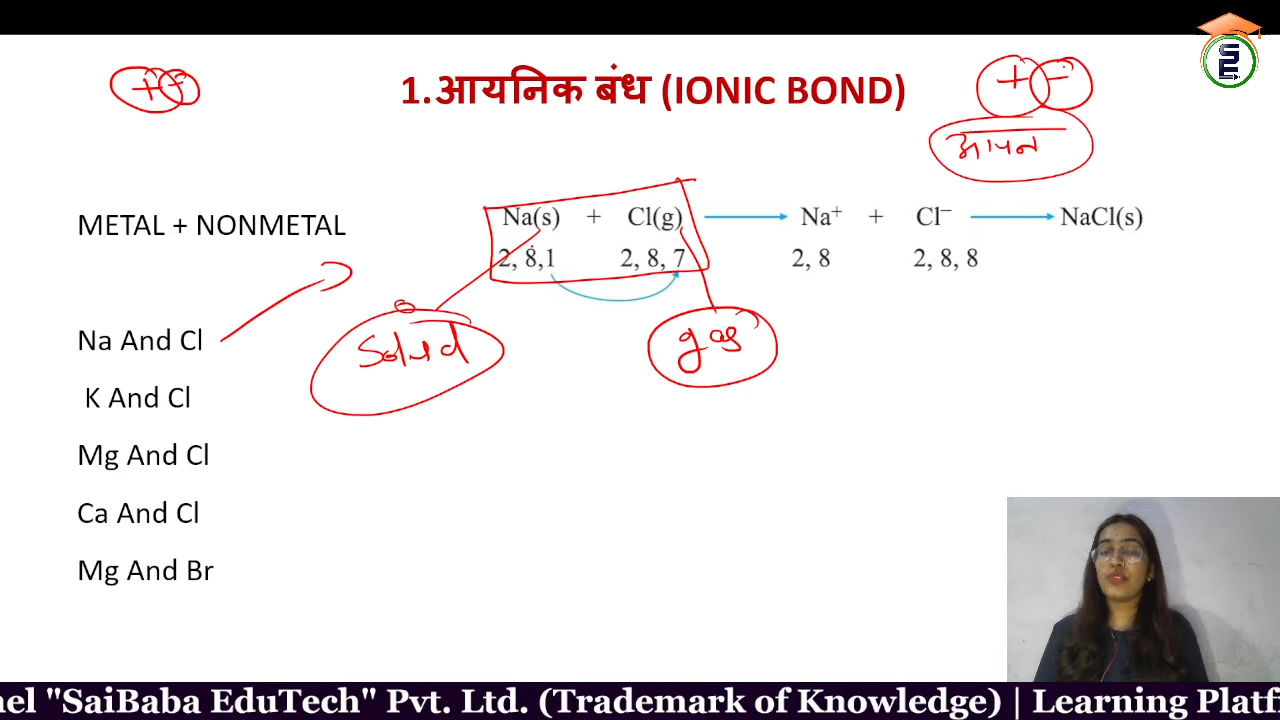 + -
1.आयनिक बंध (IONIC BOND)
+ -
आयन
METAL + NONMETAL
Na(s) + Cl(g) Na⁺ + Cl⁻ NaCl(s)
2, 8,1 2, 8, 7 2, 8 2, 8, 8
Na And Cl
Solid
gas
K And Cl
Mg And Cl
Ca And Cl
Mg And Br
nel "SaiBaba EduTech" Pvt. Ltd. (Trademark of Knowledge) | Learning Platf